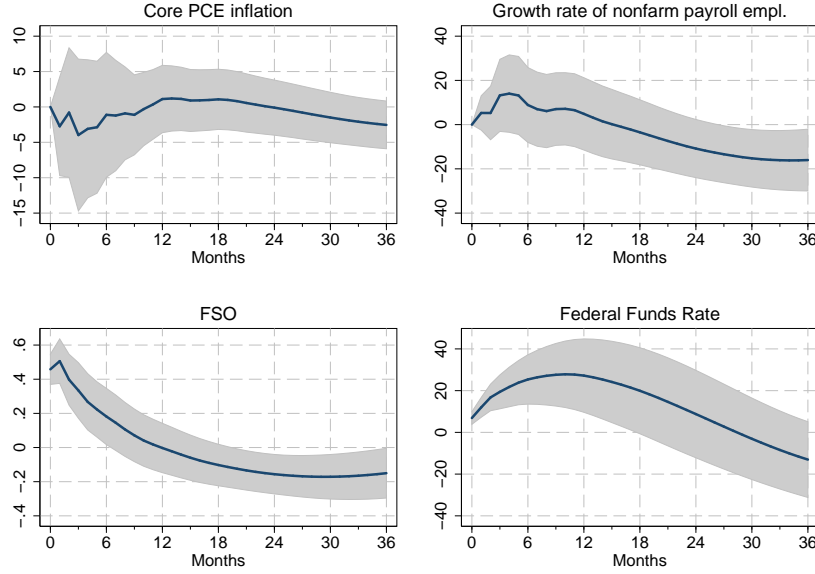 Core PCE inflation
10
5
0
−5
−10
−15
0 6 12 18 24 30 36
Months
Growth rate of nonfarm payroll empl.
40
20
0
−20
−40
0 6 12 18 24 30 36
Months
FSO
.6
.4
.2
0
−.2
−.4
0 6 12 18 24 30 36
Months
Federal Funds Rate
40
20
0
−20
−40
0 6 12 18 24 30 36
Months